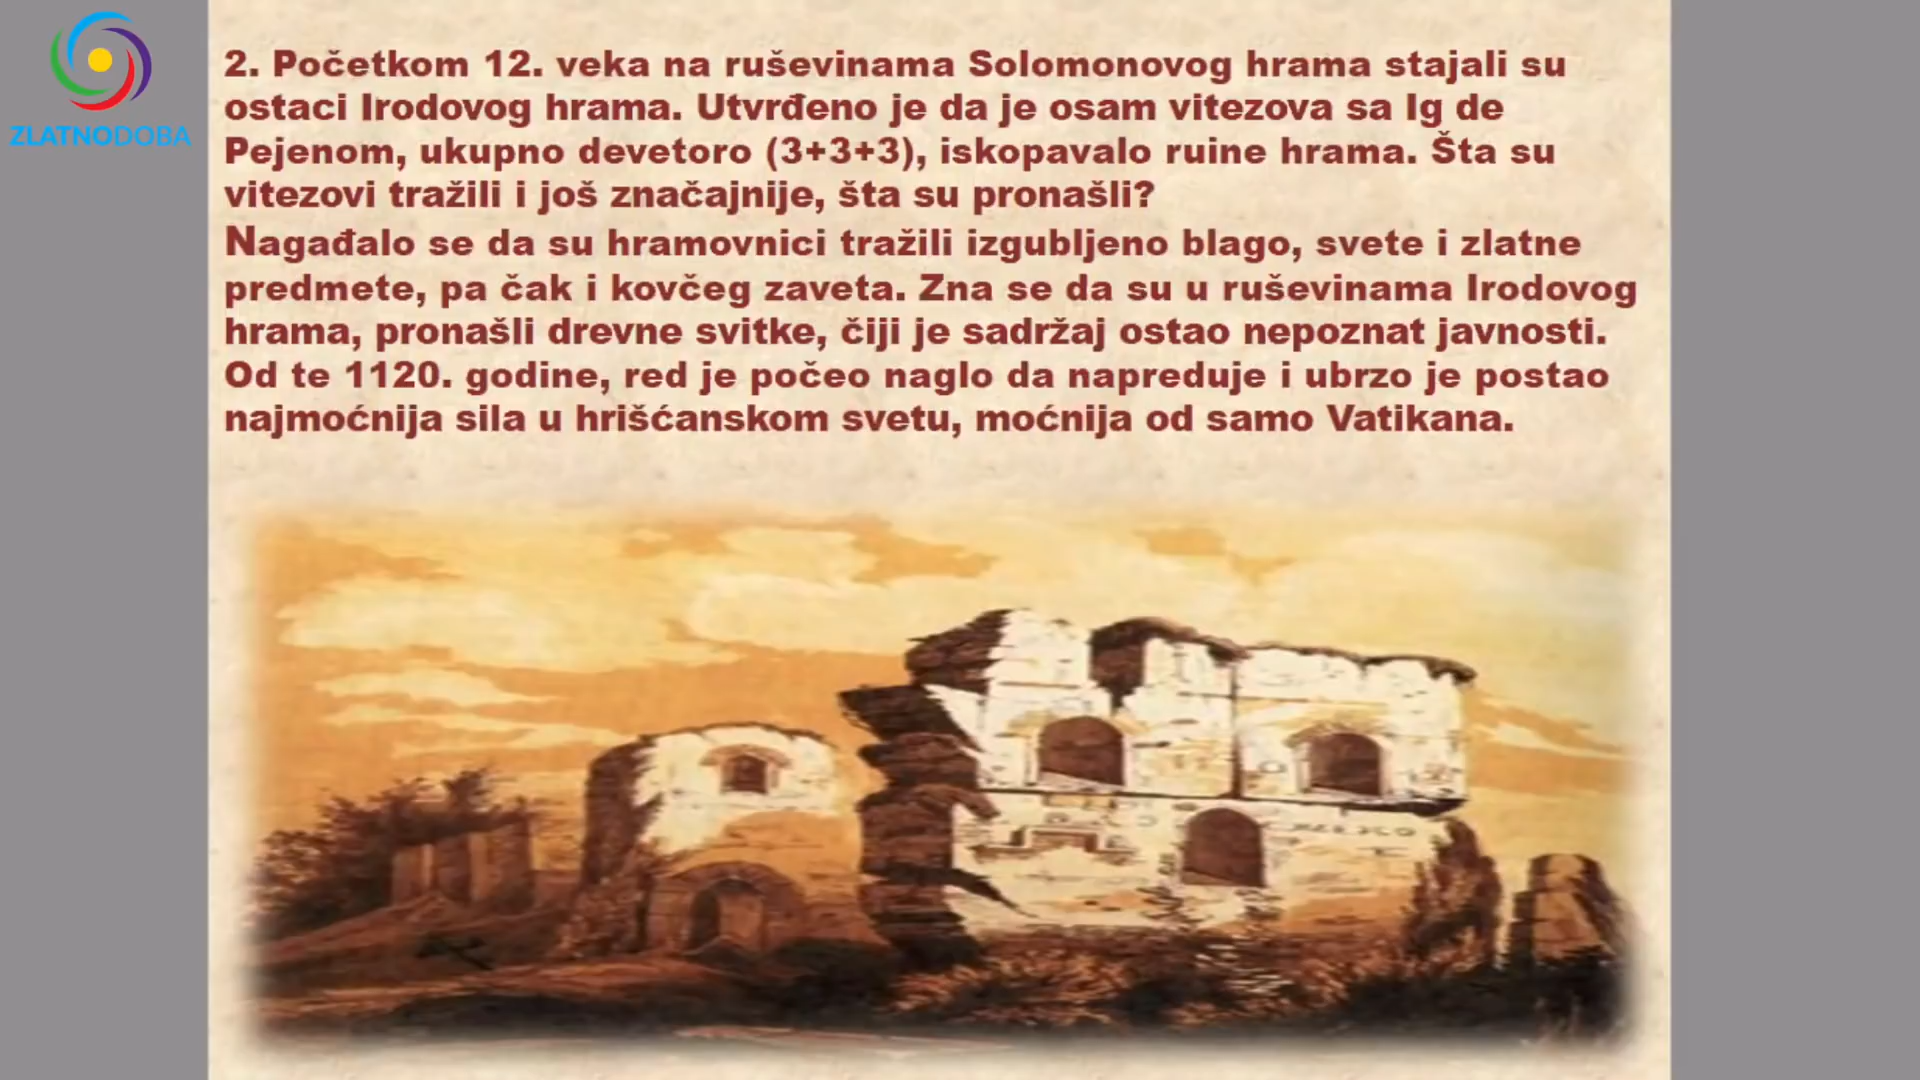 ZLATNODOBA
2. Početkom 12. veka na ruševinama Solomonovog hrama stajali su
ostaci Irodovog hrama. Utvrđeno je da je osam vitezova sa Ig de
Pejenom, ukupno devetoro (3+3+3), iskopavalo ruine hrama. Šta su
vitezovi tražili i još značajnije, šta su pronašli?
Nagađalo se da su hramovnici tražili izgubljeno blago, svete i zlatne
predmete, pa čak i kovčeg zaveta. Zna se da su u ruševinama Irodovog
hrama, pronašli drevne svitke, čiji je sadržaj ostao nepoznat javnosti.
Od te 1120. godine, red je počeo naglo da napreduje i ubrzo je postao
najmoćnija sila u hrišćanskom svetu, moćnija od samo Vatikana.